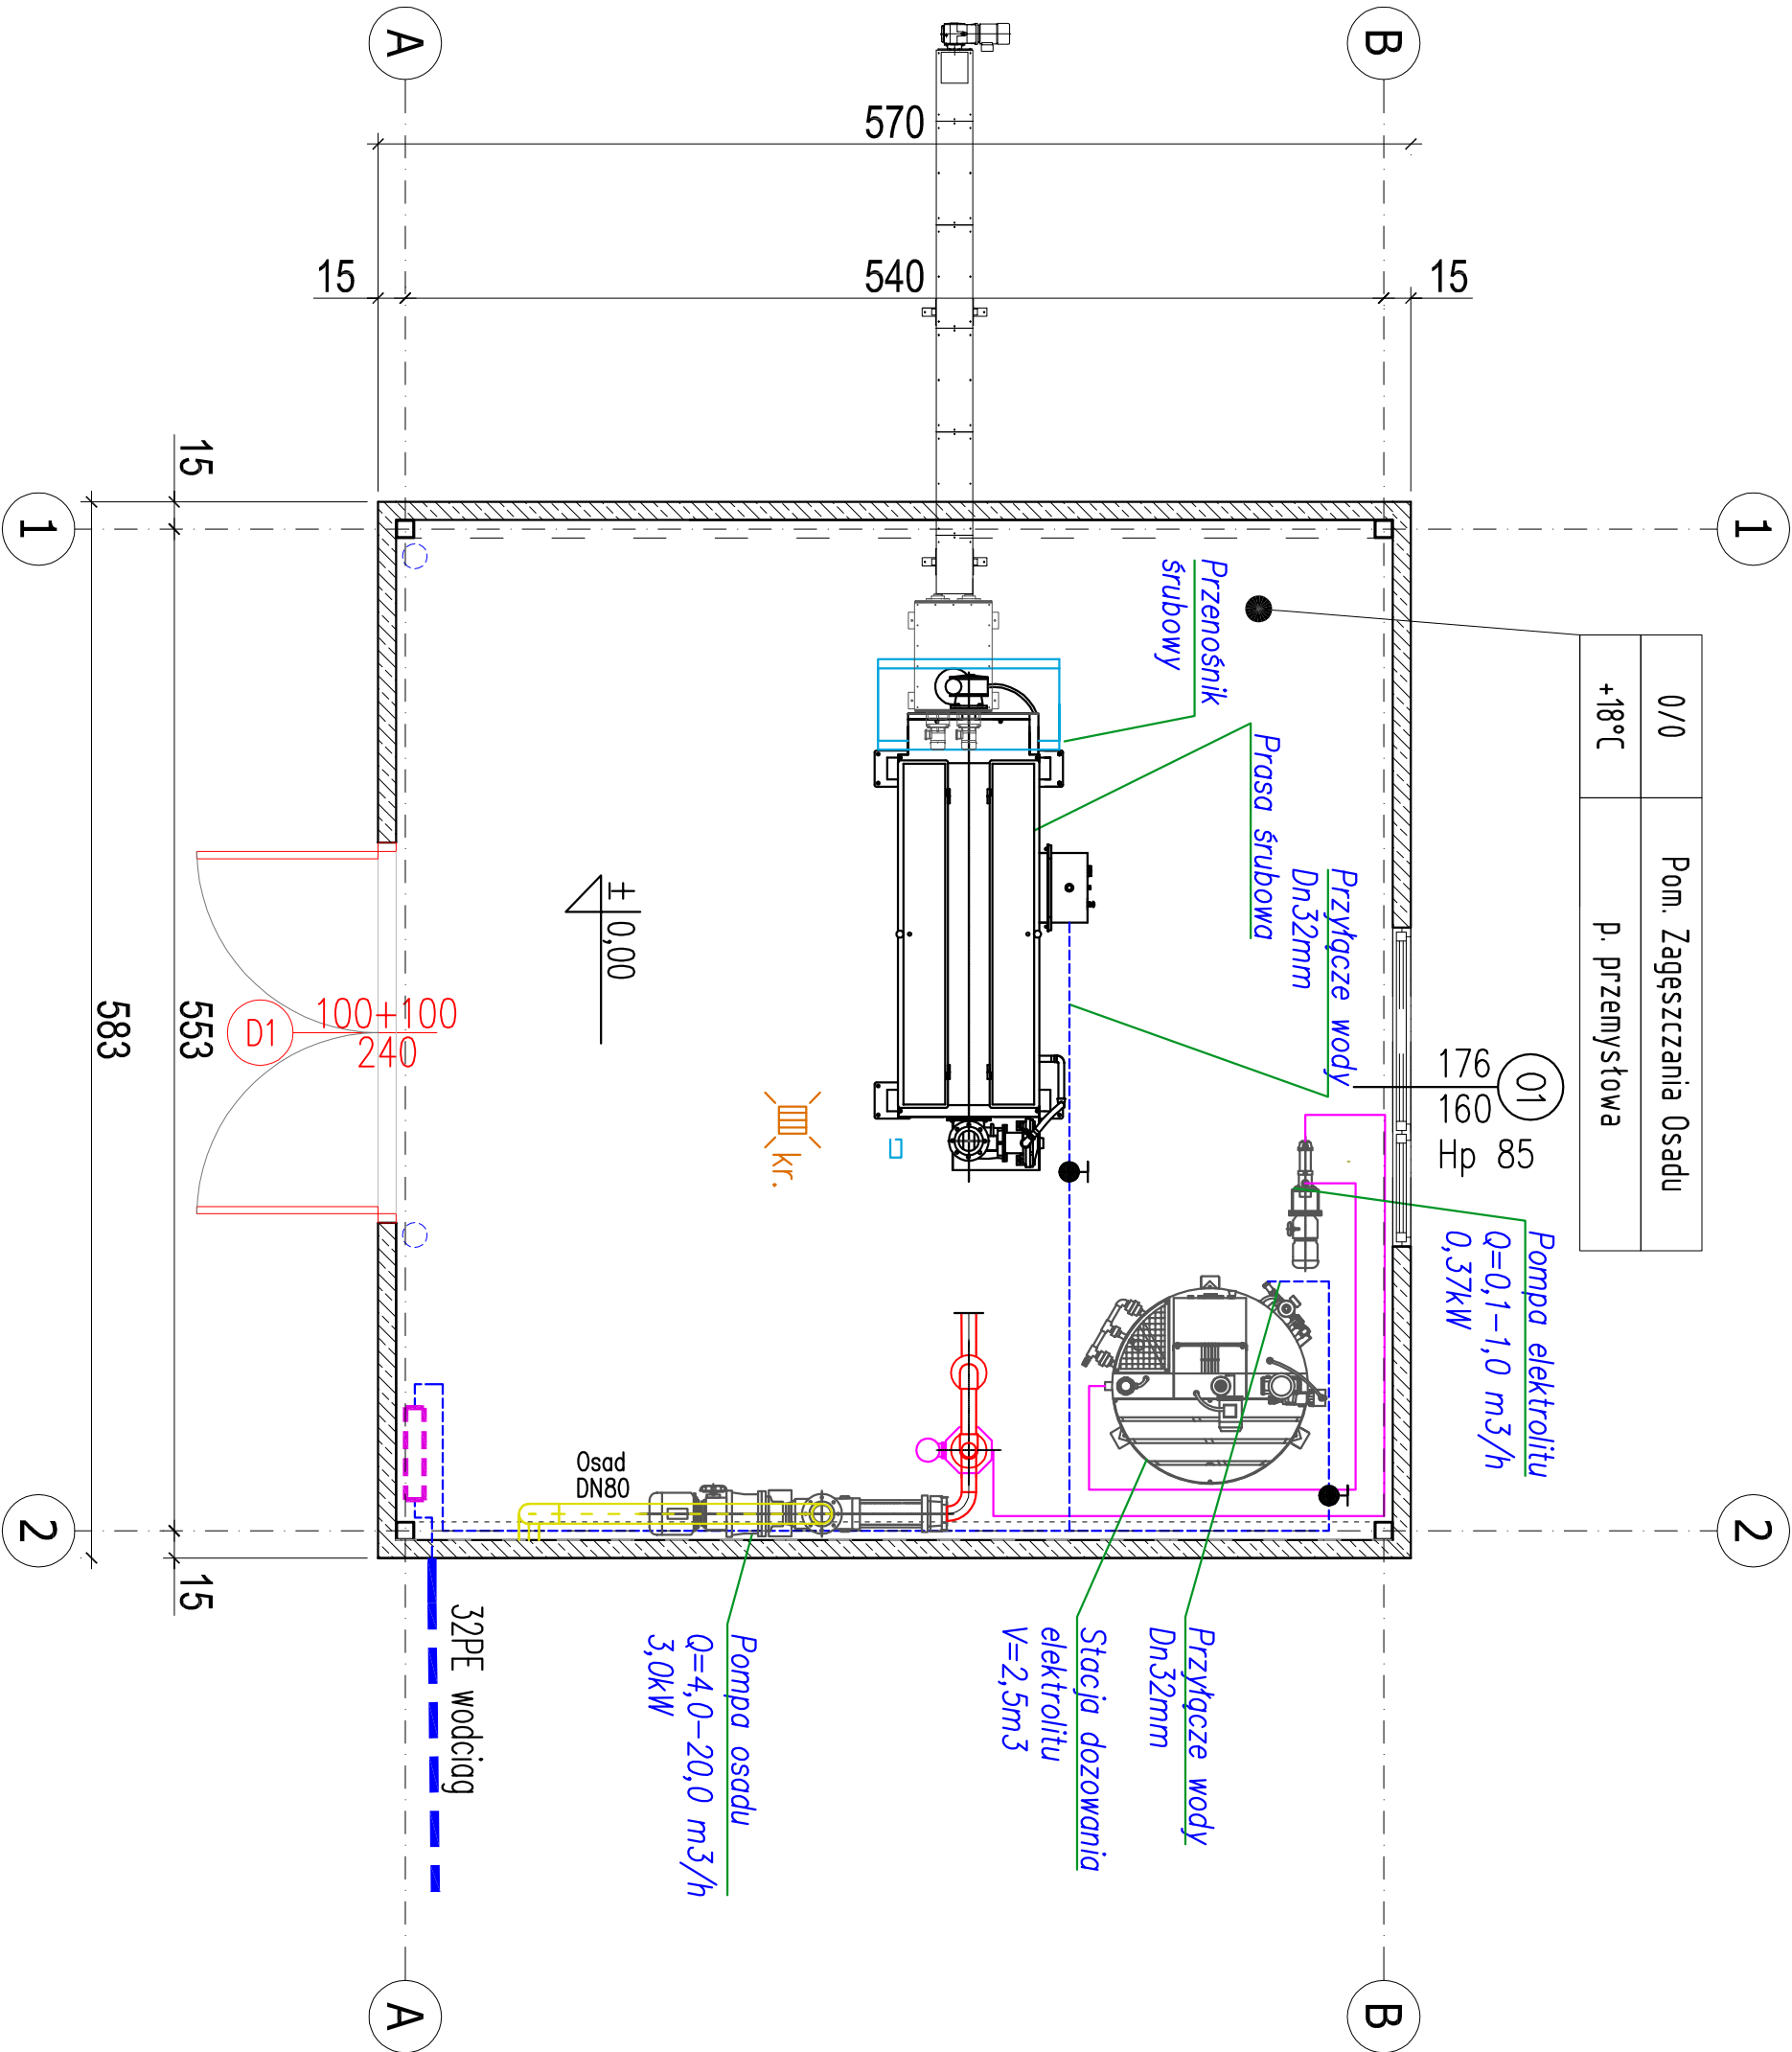 A
B
570
540
15
15
15
1
1
583
553
15
2
2
A
B
0/0
Pom. Zagęszczania Osadu
+18°C
p. przemysłowa
Przenośnik
śrubowy
Prasa śrubowa
Przyłącze wody
Dn32mm
01
176
160
Hp 85
± 0,00
D1
100+100
240
kr.
Pompa elektrolitu
Q=0,1-1,0 m3/h
0,37kW
Osad
DN80
32PE wodciąg
Pompa osadu
Q=4,0-20,0 m3/h
3,0kW
Stacja dozowania
elektrolitu
V=2,5m3
Przyłącze wody
Dn32mm